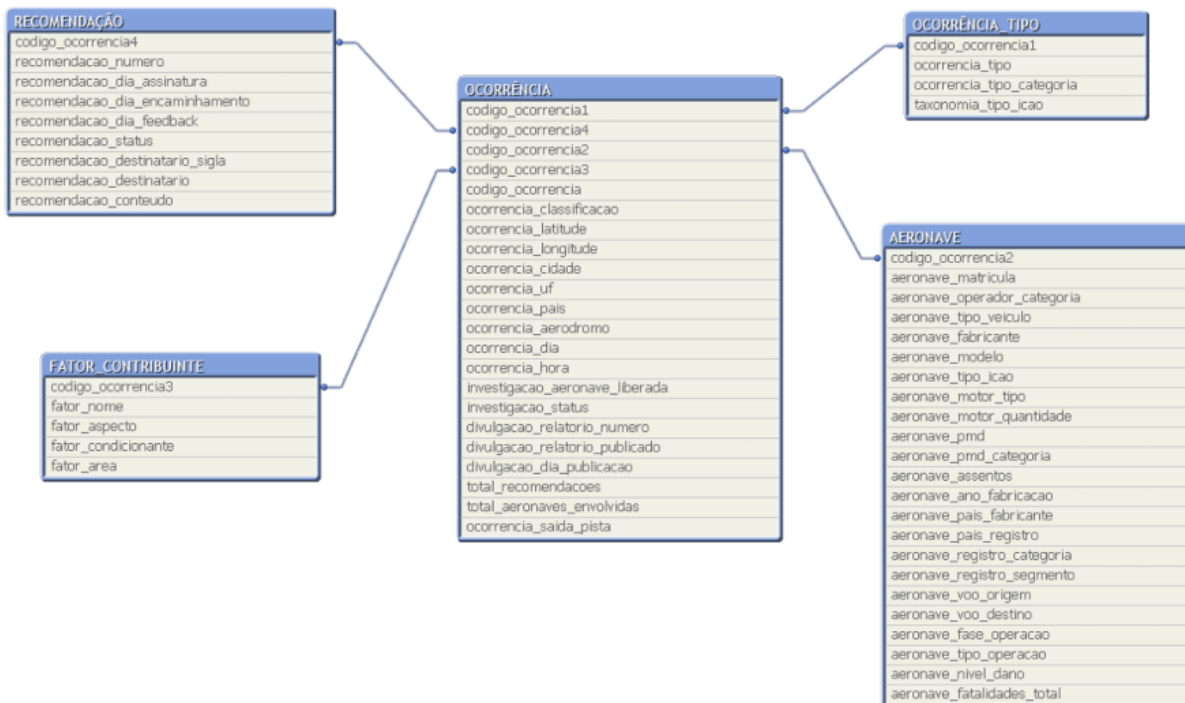 RECOMENDAÇÃO
codigo_ocorrencia4
recomendacao_numero
recomendacao_dia_assinatura
recomendacao_dia_encaminhamento
recomendacao_dia_feedback
recomendacao_status
recomendacao_destinatario_sigla
recomendacao_destinatario
recomendacao_conteudo
FATOR_CONTRIBUINTE
codigo_ocorrencia3
fator_nome
fator_aspecto
fator_condicionante
fator_area
OCORRÊNCIA
codigo_ocorrencia1
codigo_ocorrencia4
codigo_ocorrencia2
codigo_ocorrencia3
codigo_ocorrencia
ocorrencia_classificacao
ocorrencia_latitude
ocorrencia_longitude
ocorrencia_cidade
ocorrencia_uf
ocorrencia_pais
ocorrencia_aerodromo
ocorrencia_dia
ocorrencia_hora
investigacao_aeronave_liberada
investigacao_status
divulgacao_relatorio_numero
divulgacao_relatorio_publicado
divulgacao_dia_publicacao
total_recomendacoes
total_aeronaves_envolvidas
ocorrencia_saida_pista
OCORRÊNCIA_TIPO
codigo_ocorrencia1
ocorrencia_tipo
ocorrencia_tipo_categoria
taxonomia_tipo_icao
AERONAVE
codigo_ocorrencia2
aeronave_matricula
aeronave_operador_categoria
aeronave_tipo_veiculo
aeronave_fabricante
aeronave_modelo
aeronave_tipo_icao
aeronave_motor_tipo
aeronave_motor_quantidade
aeronave_pmd
aeronave_pmd_categoria
aeronave_assentos
aeronave_ano_fabricacao
aeronave_pais_fabricante
aeronave_pais_registro
aeronave_registro_categoria
aeronave_registro_segmento
aeronave_voo_origem
aeronave_voo_destino
aeronave_fase_operacao
aeronave_tipo_operacao
aeronave_nivel_dano
aeronave_fatalidades_total